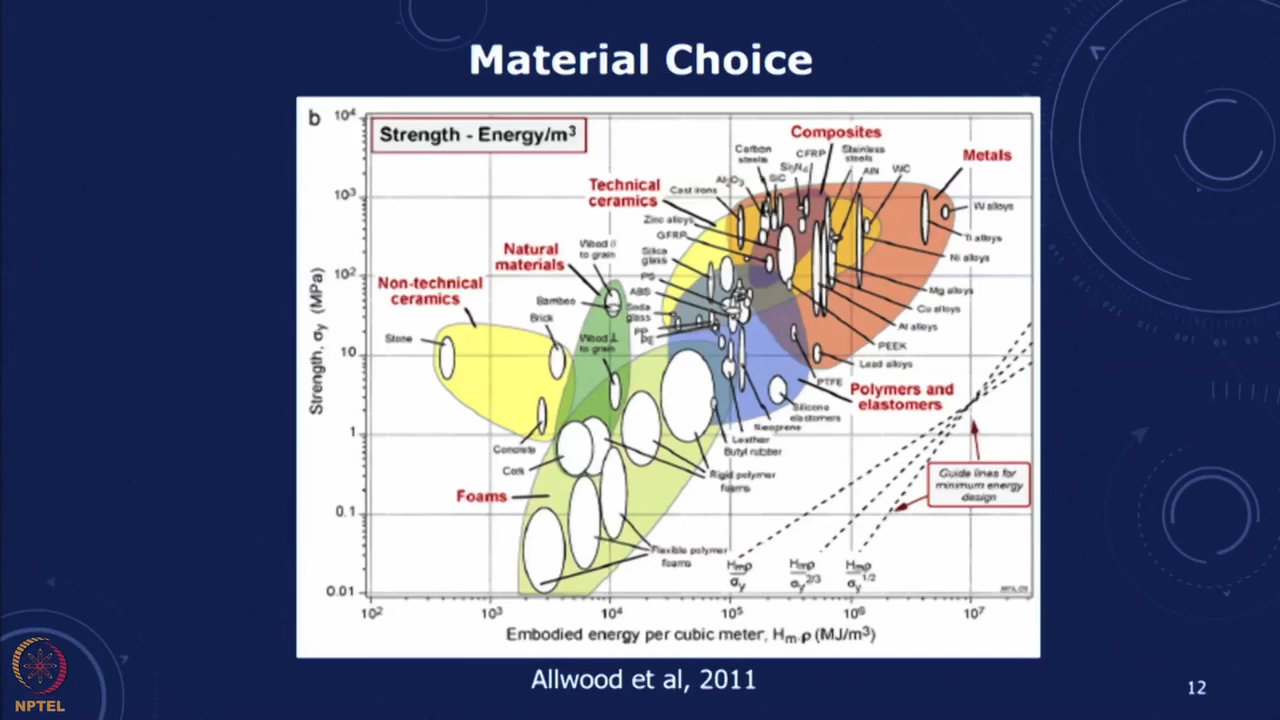 Material Choice
b
Strength - Energy/m³
10⁴
10³
10²
10
1
0.1
0.01
Strength, σy (MPa)
Composites
Metals
Technical
ceramics
Natural
materials
Non-technical
ceramics
Foams
Polymers and
elastomers
Carbon
steels
CFRP
Stainless
steels
Si₃N₄
AlN
WC
Al₂O₃
SiC
Cast irons
Zinc alloys
GFRP
Silica
glass
PS
ABS
Soda
glass
PP
PE
Wood //
to grain
Bamboo
Brick
Stone
Wood ⊥
to grain
Concrete
Cork
W alloys
Ti alloys
Ni alloys
Mg alloys
Cu alloys
Al alloys
PEEK
Lead alloys
PTFE
Silicone
elastomers
Neoprene
Leather
Butyl rubber
Rigid polymer
foams
Flexible polymer
foams
Guide lines for
minimum energy
design
Hmρ
σy
Hmρ
σy^2/3
Hmρ
σy^1/2
10²
10³
10⁴
10⁵
10⁶
10⁷
Embodied energy per cubic meter, Hm.ρ (MJ/m³)
Allwood et al, 2011
12
NPTEL